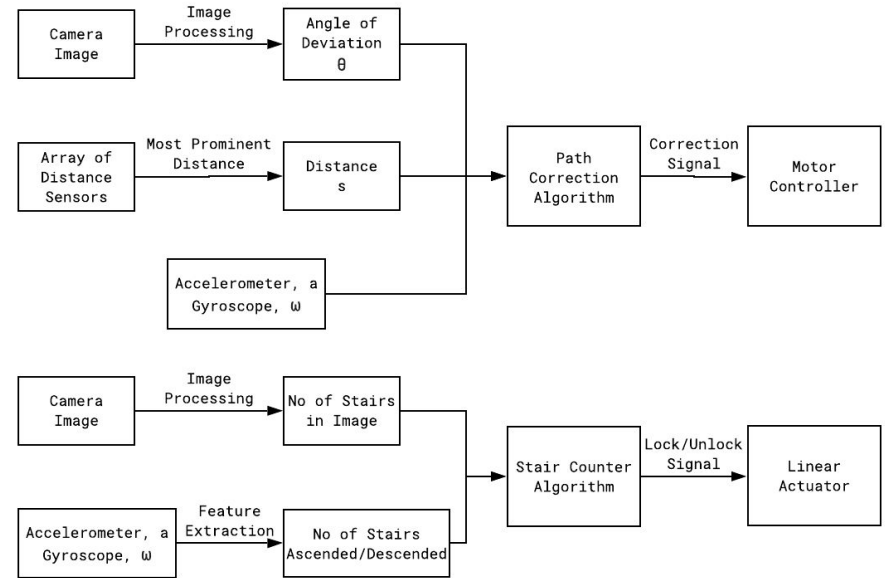 Camera
Image
Image
Processing
Angle of
Deviation
θ
Array of
Distance
Sensors
Most Prominent
Distance
Distance
s
Accelerometer, a
Gyroscope, ω
Path
Correction
Algorithm
Correction
Signal
Motor
Controller
Camera
Image
Image
Processing
No of Stairs
in Image
Accelerometer, a
Gyroscope, ω
Feature
Extraction
No of Stairs
Ascended/Descended
Stair Counter
Algorithm
Lock/Unlock
Signal
Linear
Actuator